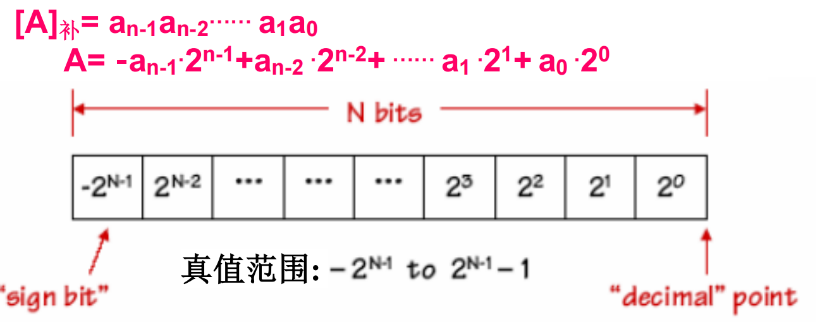 [A]补= aₙ₋₁aₙ₋₂…… a₁a₀
A= -aₙ₋₁·2ⁿ⁻¹+aₙ₋₂ ·2ⁿ⁻²+ …… a₁ ·2¹+ a₀ ·2⁰
N bits
-2ᴺ⁻¹ 2ᴺ⁻² ... ... ... 2³ 2² 2¹ 2⁰
真值范围: -2ᴺ⁻¹ to 2ᴺ⁻¹-1
"sign bit"
"decimal" point